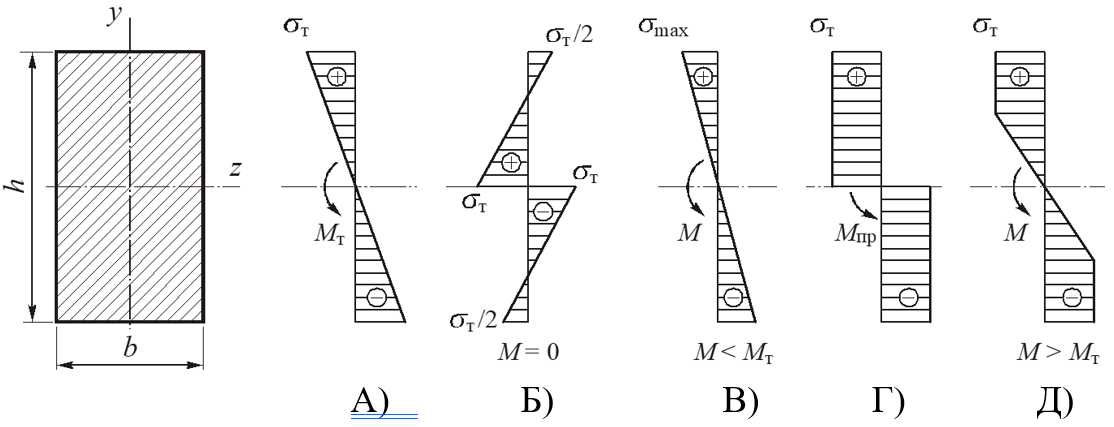 y
z
h
b
σт
Mт
А)
σт/2
⊕
σт
σт
⊖
σт/2
M = 0
Б)
σmax
⊕
M
⊖
M < Mт
В)
σт
⊕
Mпр
⊖
Г)
σт
⊕
M
⊖
M > Mт
Д)